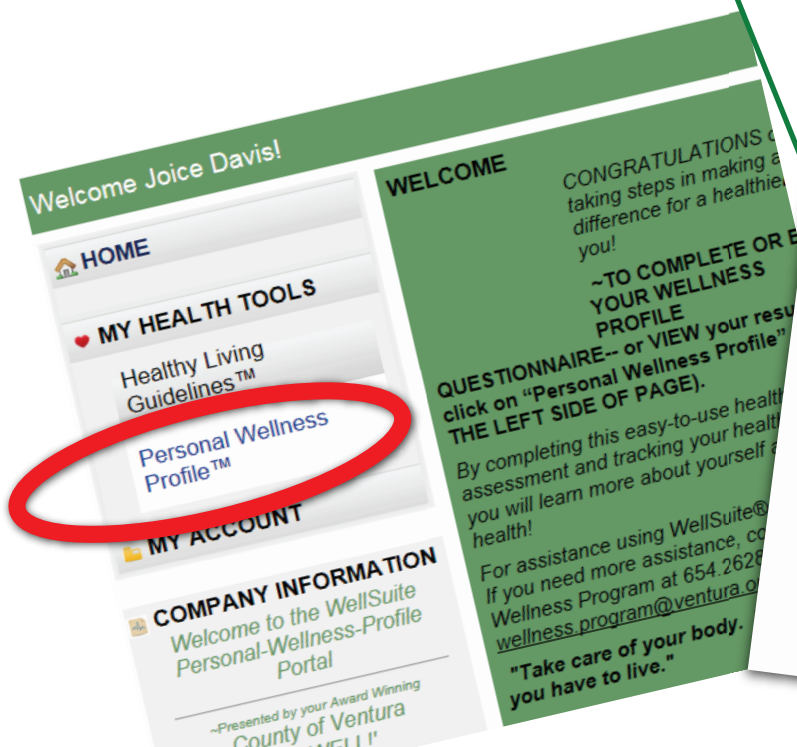 Welcome Joice Davis!
HOME
MY HEALTH TOOLS
Healthy Living
Guidelines™
Personal Wellness
Profile™
MY ACCOUNT
COMPANY INFORMATION
Welcome to the WellSuite
Personal-Wellness-Profile
Portal
~Presented by your Award Winning
County of Ventura
WELL!'
WELCOME
CONGRATULATIONS
taking steps in making a
difference for a healthier
you!
~TO COMPLETE OR
YOUR WELLNESS
PROFILE
QUESTIONNAIRE-- or VIEW your
click on "Personal Wellness Profile"
THE LEFT SIDE OF PAGE).
By completing this easy-to-use health
assessment and tracking your health
you will learn more about yourself
health!
For assistance using WellSuite®
If you need more assistance,
Wellness Program at 654.2628
wellness.program@ventura.o
"Take care of your body.
you have to live."